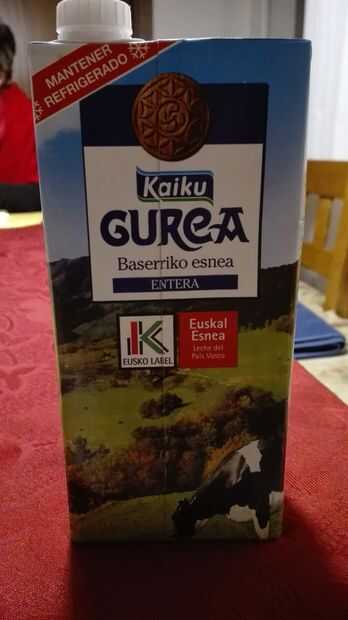 MANTENER
REFRIGERADO
Kaiku
GUREA
Baserriko esnea
ENTERA
K
EUSKO LABEL
Euskal
Esnea
Leche del
País Vasco